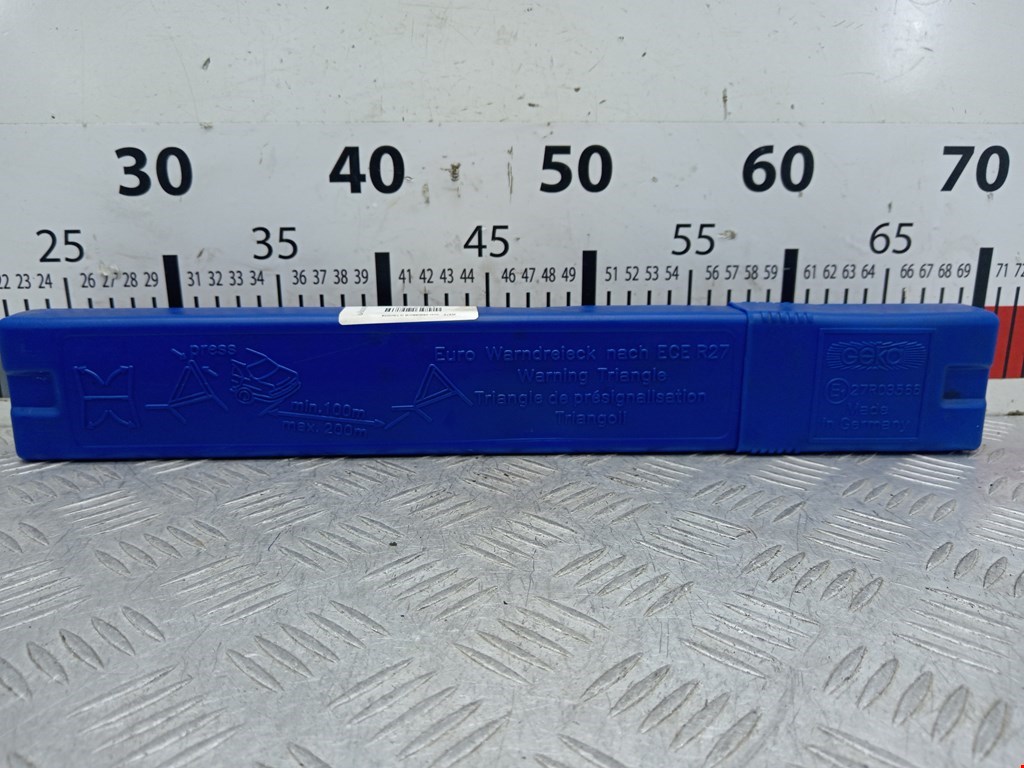 30 40 50 60 70
25 35 45 55 65
22 23 24 26 27 28 29 31 32 33 34 36 37 38 39 41 42 43 44 46 47 48 49 51 52 53 54 56 57 58 59 61 62 63 64 66 67 68 69 71 72
press
min.100m
max.200m
Euro Warndreieck nach ECE R27
Warning Triangle
Triangle de présignalisation
Triangoli
GEKA
27R03
Made
in Germany